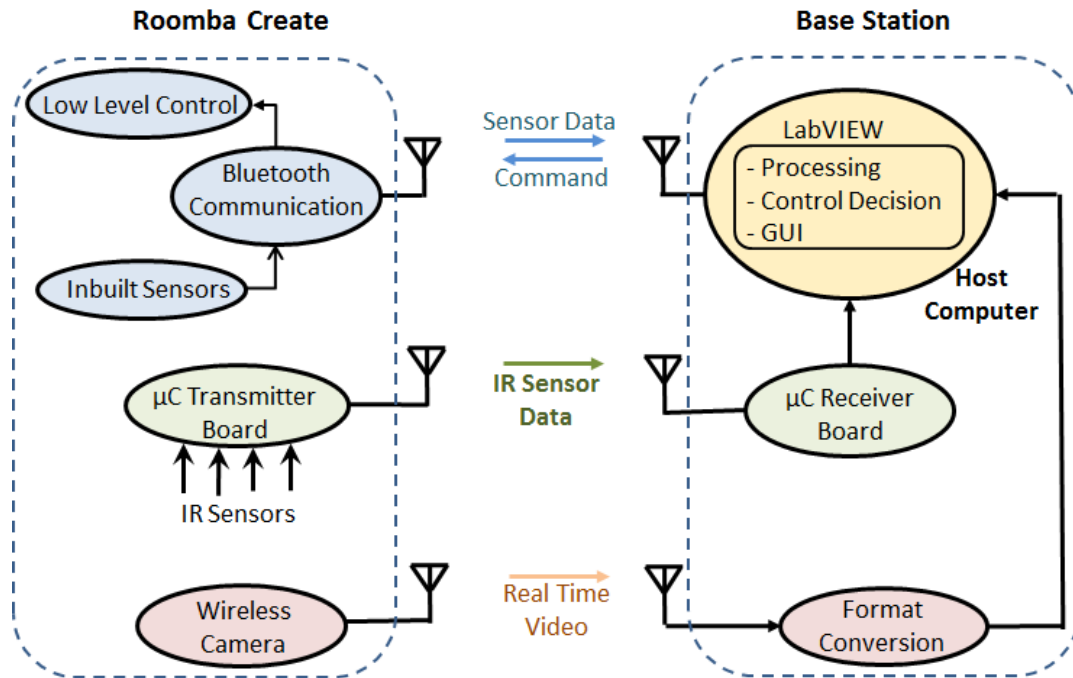 Roomba Create
Base Station
Low Level Control
Bluetooth
Communication
Inbuilt Sensors
Sensor Data
Command
LabVIEW
- Processing
- Control Decision
- GUI
Host
Computer
µC Transmitter
Board
IR Sensors
IR Sensor
Data
µC Receiver
Board
Wireless
Camera
Real Time
Video
Format
Conversion